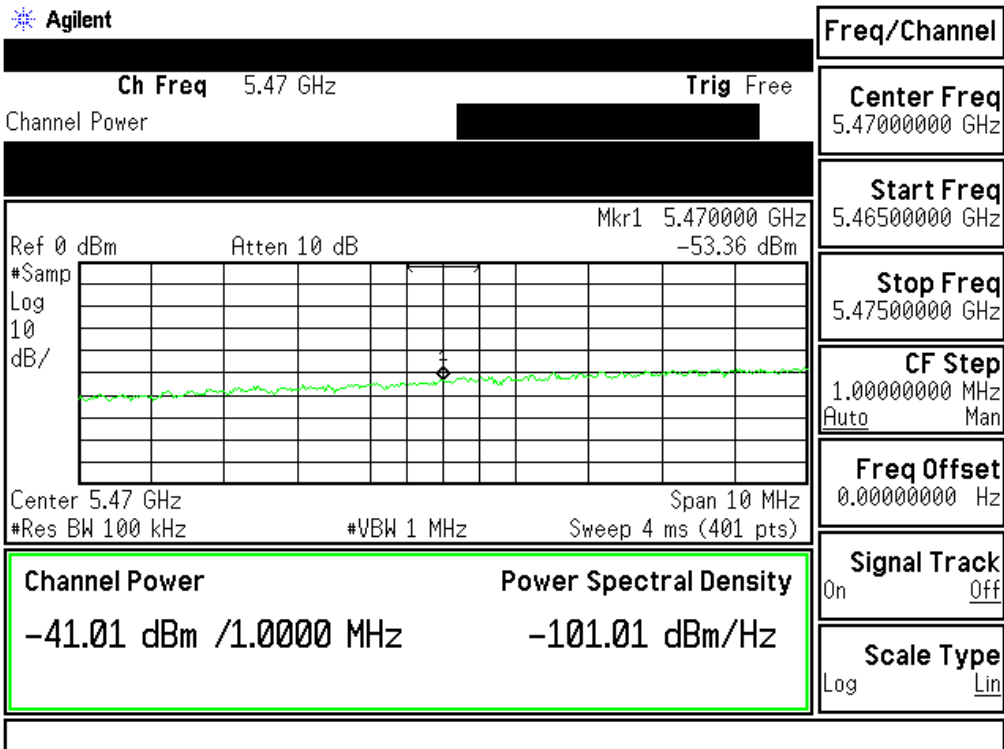 Agilent
Freq/Channel
Ch Freq 5.47 GHz Trig Free
Channel Power
Center Freq
5.47000000 GHz
Start Freq
5.46500000 GHz
Stop Freq
5.47500000 GHz
CF Step
1.00000000 MHz
Auto Man
Freq Offset
0.00000000 Hz
Signal Track
On Off
Scale Type
Log Lin
Mkr1 5.470000 GHz
Ref 0 dBm Atten 10 dB -53.36 dBm
#Samp
Log
10
dB/
1
Center 5.47 GHz Span 10 MHz
#Res BW 100 kHz #VBW 1 MHz Sweep 4 ms (401 pts)
Channel Power Power Spectral Density
-41.01 dBm /1.0000 MHz -101.01 dBm/Hz